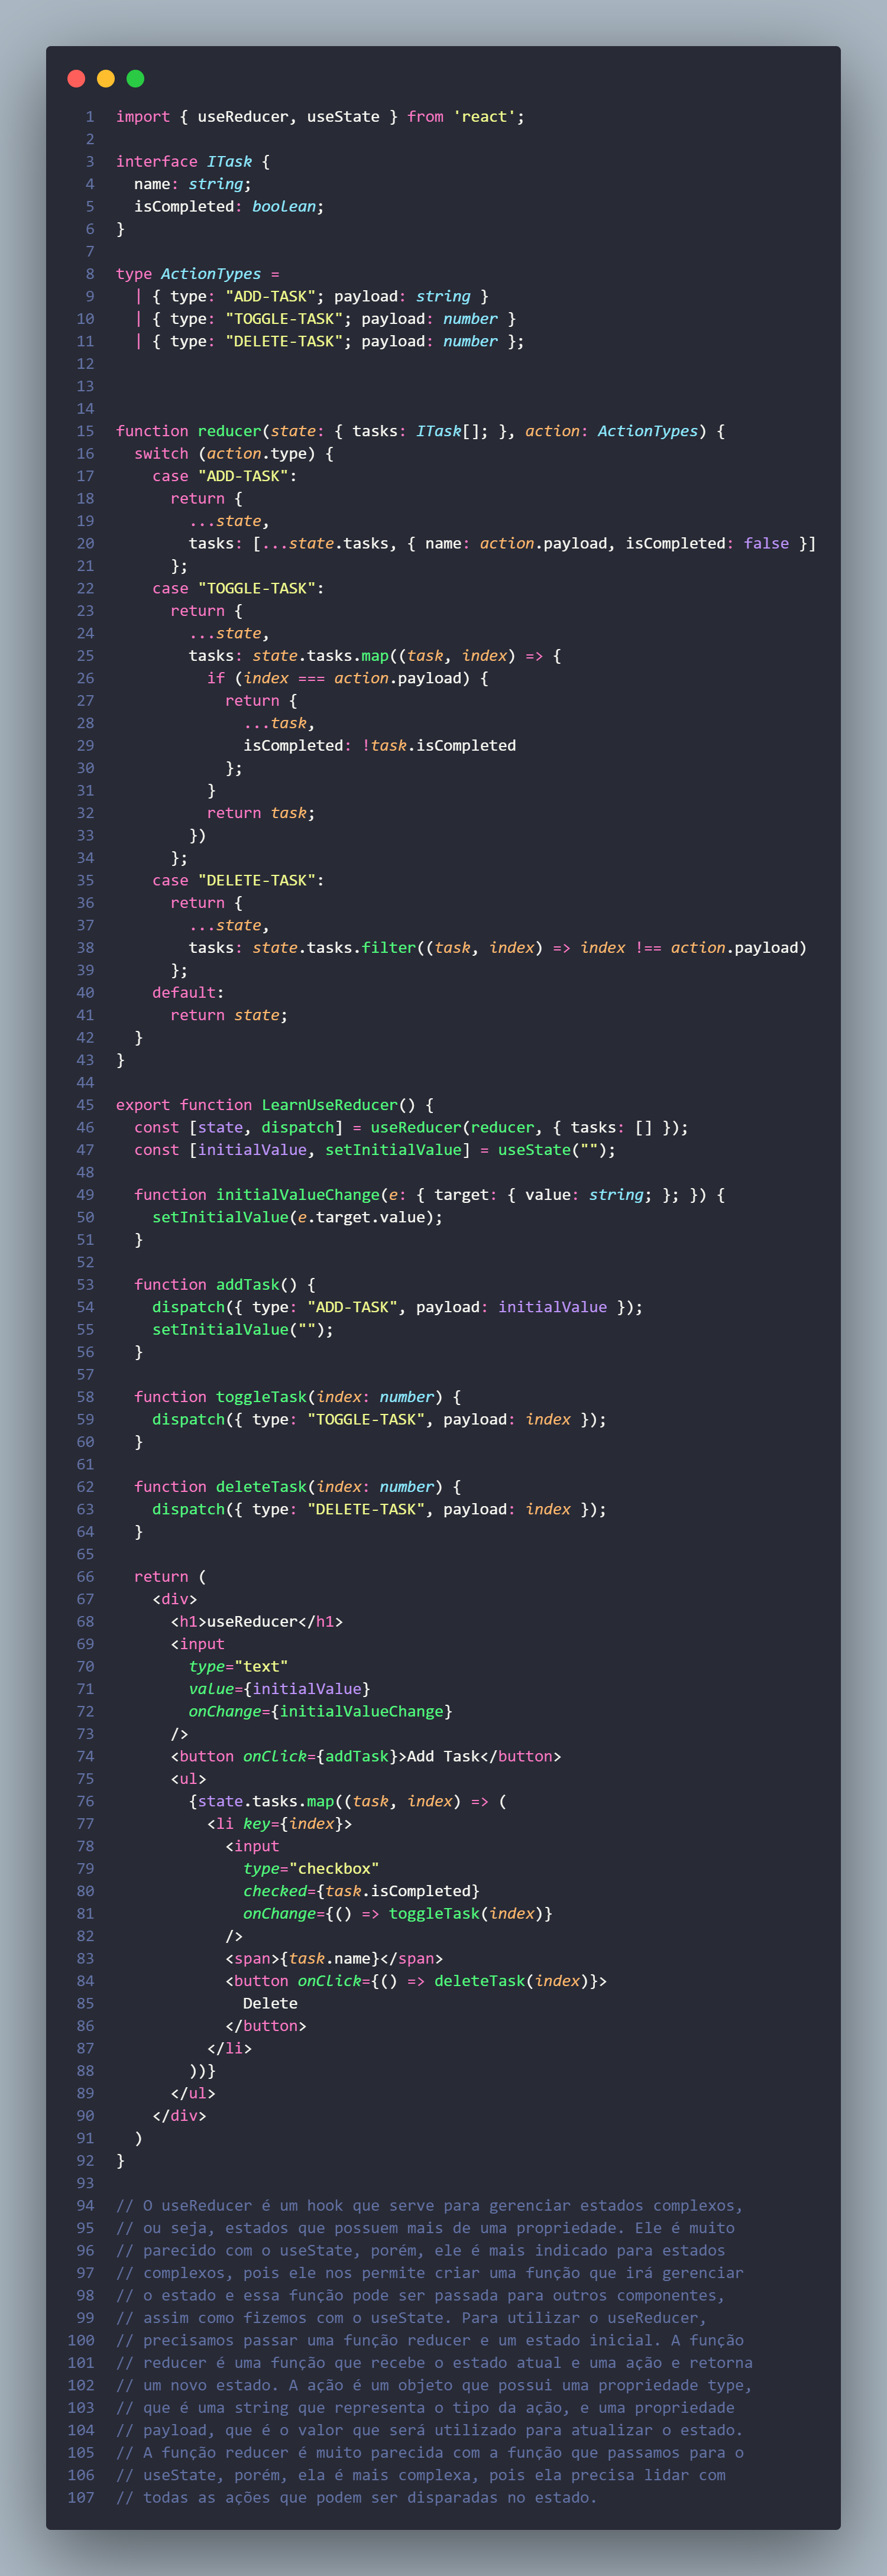 1 import { useReducer, useState } from 'react';
2
3 interface ITask {
4   name: string;
5   isCompleted: boolean;
6 }
7
8 type ActionTypes =
9   | { type: "ADD-TASK"; payload: string }
10   | { type: "TOGGLE-TASK"; payload: number }
11   | { type: "DELETE-TASK"; payload: number };
12
13
14
15 function reducer(state: { tasks: ITask[]; }, action: ActionTypes) {
16   switch (action.type) {
17     case "ADD-TASK":
18       return {
19         ...state,
20         tasks: [...state.tasks, { name: action.payload, isCompleted: false }]
21       };
22     case "TOGGLE-TASK":
23       return {
24         ...state,
25         tasks: state.tasks.map((task, index) => {
26           if (index === action.payload) {
27             return {
28               ...task,
29               isCompleted: !task.isCompleted
30             };
31           }
32           return task;
33         })
34       };
35     case "DELETE-TASK":
36       return {
37         ...state,
38         tasks: state.tasks.filter((task, index) => index !== action.payload)
39       };
40     default:
41       return state;
42   }
43 }
44
45 export function LearnUseReducer() {
46   const [state, dispatch] = useReducer(reducer, { tasks: [] });
47   const [initialValue, setInitialValue] = useState("");
48
49   function initialValueChange(e: { target: { value: string; }; }) {
50     setInitialValue(e.target.value);
51   }
52
53   function addTask() {
54     dispatch({ type: "ADD-TASK", payload: initialValue });
55     setInitialValue("");
56   }
57
58   function toggleTask(index: number) {
59     dispatch({ type: "TOGGLE-TASK", payload: index });
60   }
61
62   function deleteTask(index: number) {
63     dispatch({ type: "DELETE-TASK", payload: index });
64   }
65
66   return (
67     <div>
68       <h1>useReducer</h1>
69       <input
70         type="text"
71         value={initialValue}
72         onChange={initialValueChange}
73       />
74       <button onClick={addTask}>Add Task</button>
75       <ul>
76         {state.tasks.map((task, index) => (
77           <li key={index}>
78             <input
79               type="checkbox"
80               checked={task.isCompleted}
81               onChange={() => toggleTask(index)}
82             />
83             <span>{task.name}</span>
84             <button onClick={() => deleteTask(index)}>
85               Delete
86             </button>
87           </li>
88         ))}
89       </ul>
90     </div>
91   )
92 }
93
94 // O useReducer é um hook que serve para gerenciar estados complexos,
95 // ou seja, estados que possuem mais de uma propriedade. Ele é muito
96 // parecido com o useState, porém, ele é mais indicado para estados
97 // complexos, pois ele nos permite criar uma função que irá gerenciar
98 // o estado e essa função pode ser passada para outros componentes,
99 // assim como fizemos com o useState. Para utilizar o useReducer,
100 // precisamos passar uma função reducer e um estado inicial. A função
101 // reducer é uma função que recebe o estado atual e uma ação e retorna
102 // um novo estado. A ação é um objeto que possui uma propriedade type,
103 // que é uma string que representa o tipo da ação, e uma propriedade
104 // payload, que é o valor que será utilizado para atualizar o estado.
105 // A função reducer é muito parecida com a função que passamos para o
106 // useState, porém, ela é mais complexa, pois ela precisa lidar com
107 // todas as ações que podem ser disparadas no estado.